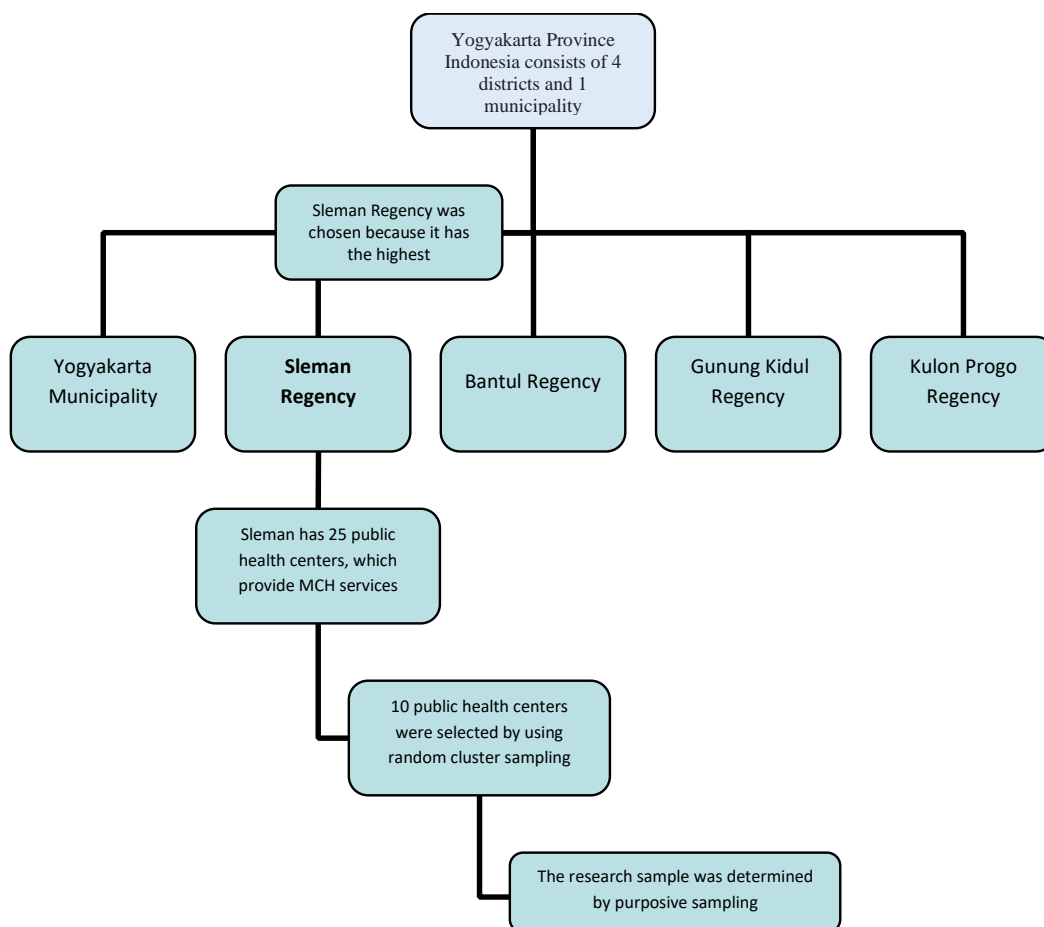 Yogyakarta Province
Indonesia consists of 4
districts and 1
municipality
Sleman Regency was
chosen because it has
the highest
Yogyakarta
Municipality
Sleman
Regency
Bantul Regency
Gunung Kidul
Regency
Kulon Progo
Regency
Sleman has 25 public
health centers, which
provide MCH services
10 public health centers
were selected by using
random cluster sampling
The research sample was determined
by purposive sampling